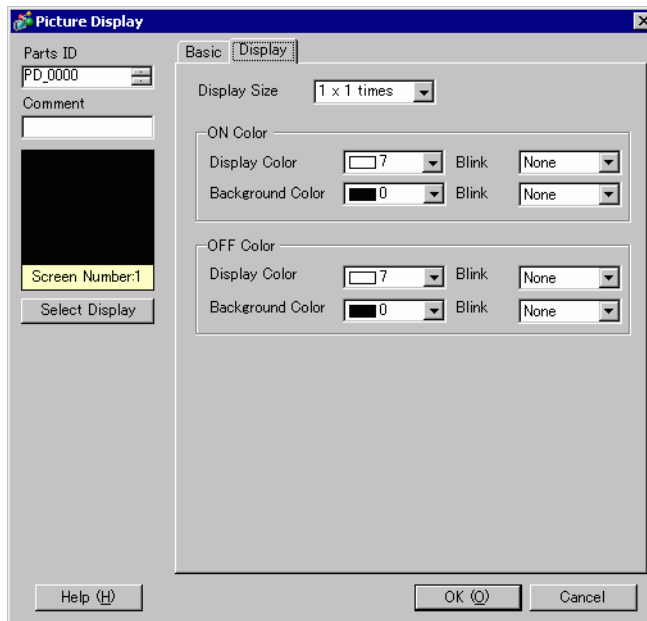 Picture Display
Parts ID
PD_0000
Comment
Screen Number:1
Select Display
Basic Display
Display Size 1 x 1 times
ON Color
Display Color 7 Blink None
Background Color 0 Blink None
OFF Color
Display Color 7 Blink None
Background Color 0 Blink None
Help (H) OK (O) Cancel